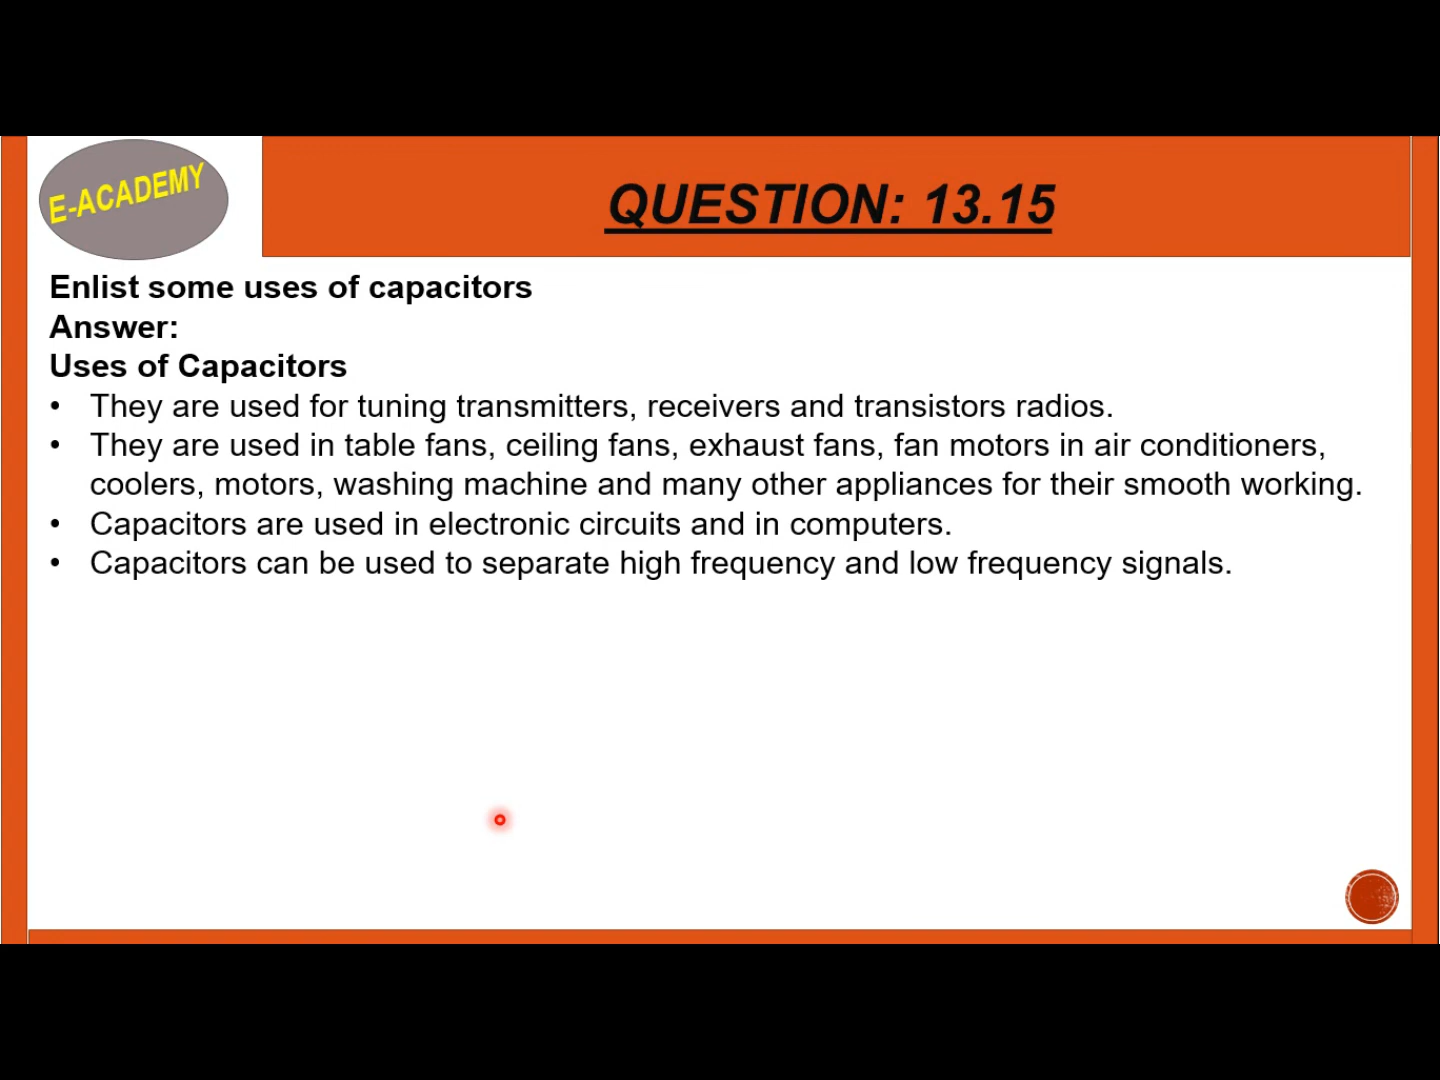 E-ACADEMY
QUESTION: 13.15
Enlist some uses of capacitors
Answer:
Uses of Capacitors
• They are used for tuning transmitters, receivers and transistors radios.
• They are used in table fans, ceiling fans, exhaust fans, fan motors in air conditioners,
coolers, motors, washing machine and many other appliances for their smooth working.
• Capacitors are used in electronic circuits and in computers.
• Capacitors can be used to separate high frequency and low frequency signals.